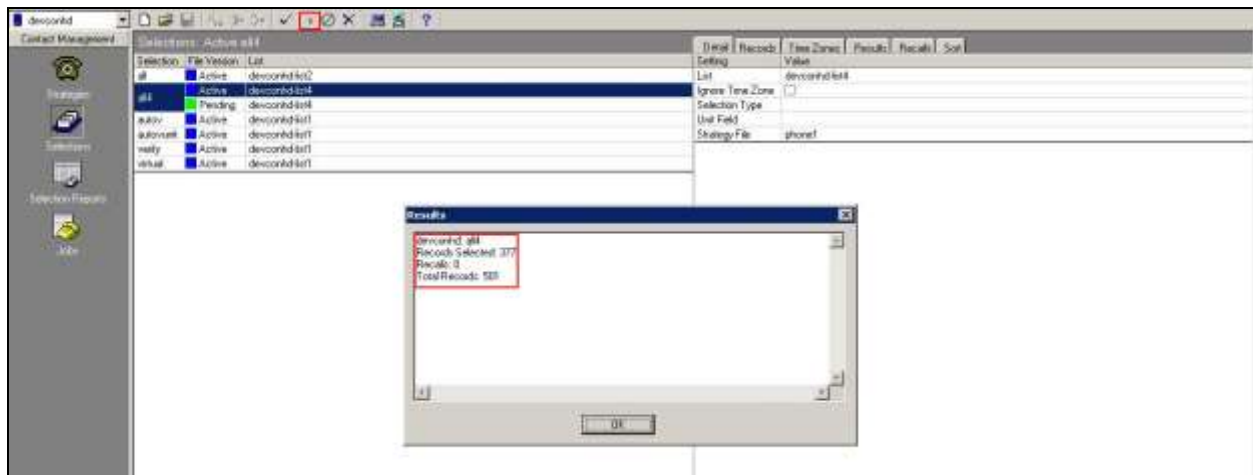 devconhd
Contact Management
Strategies
Selections
Selection Reports
Jobs
Selections: Active all4
Selection File Version List
all Active devconhd-list2
all4 Active devconhd-list4
Pending devconhd-list4
autov Active devconhd-list1
Active devconhd-list1
verify Active devconhd-list1
virtual Active devconhd-list1
Detail Records Time Zones Results Recalls Sort
Setting Value
List devconhd-list4
Ignore Time Zone
Selection Type
Unit Field
Strategy File phone1
Results
devconhd: all4
Records Selected: 377
Recalls: 0
Total Records: 501
OK